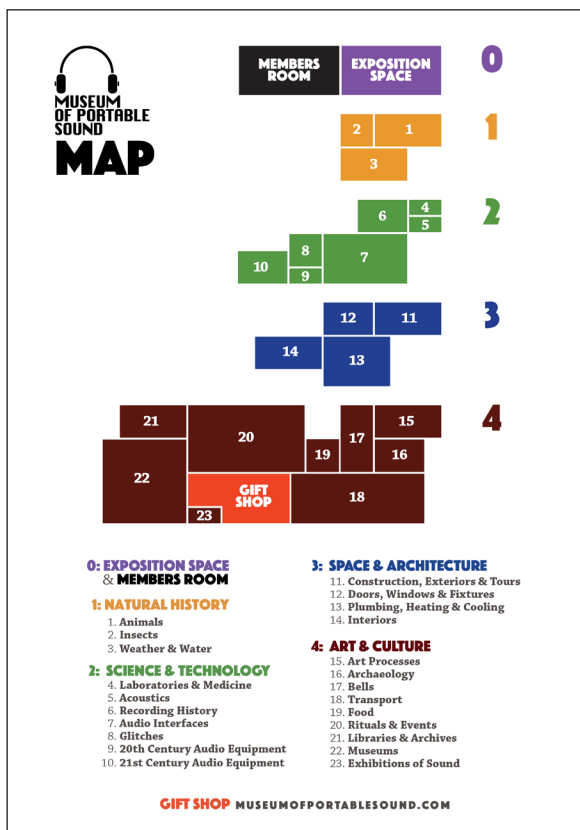 MUSEUM
OF PORTABLE
SOUND
MAP
MEMBERS
ROOM
EXPOSITION
SPACE
0
2
1
3
1
6
4
5
8
7
10
9
2
12
11
14
13
3
21
20
17
15
19
16
22
GIFT
SHOP
18
23
4
0: EXPOSITION SPACE
& MEMBERS ROOM
1: NATURAL HISTORY
1. Animals
2. Insects
3. Weather & Water
2: SCIENCE & TECHNOLOGY
4. Laboratories & Medicine
5. Acoustics
6. Recording History
7. Audio Interfaces
8. Glitches
9. 20th Century Audio Equipment
10. 21st Century Audio Equipment
3: SPACE & ARCHITECTURE
11. Construction, Exteriors & Tours
12. Doors, Windows & Fixtures
13. Plumbing, Heating & Cooling
14. Interiors
4: ART & CULTURE
15. Art Processes
16. Archaeology
17. Bells
18. Transport
19. Food
20. Rituals & Events
21. Libraries & Archives
22. Museums
23. Exhibitions of Sound
GIFT SHOP MUSEUMOFPORTABLESOUND.COM